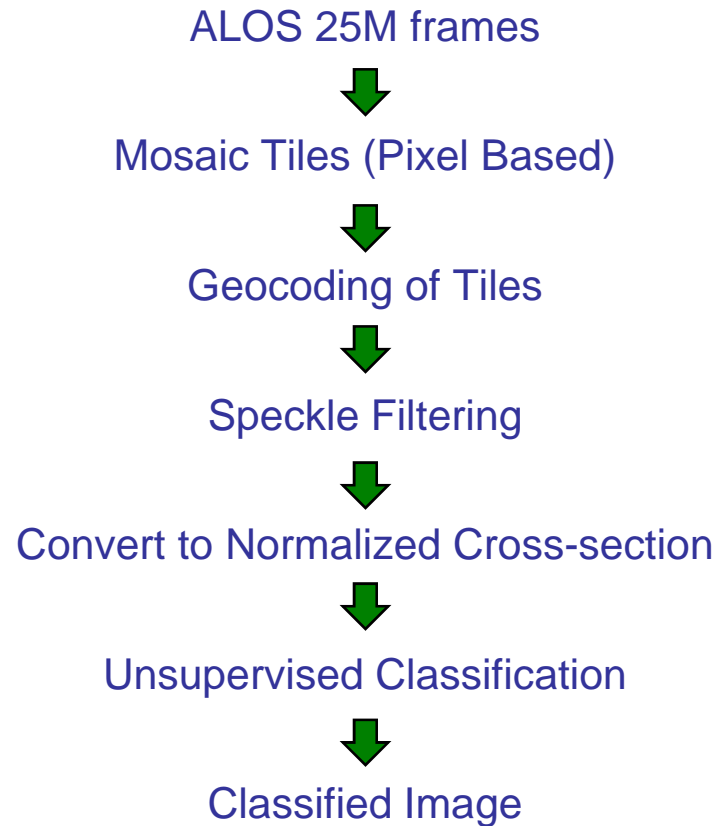 ALOS 25M frames
Mosaic Tiles (Pixel Based)
Geocoding of Tiles
Speckle Filtering
Convert to Normalized Cross-section
Unsupervised Classification
Classified Image